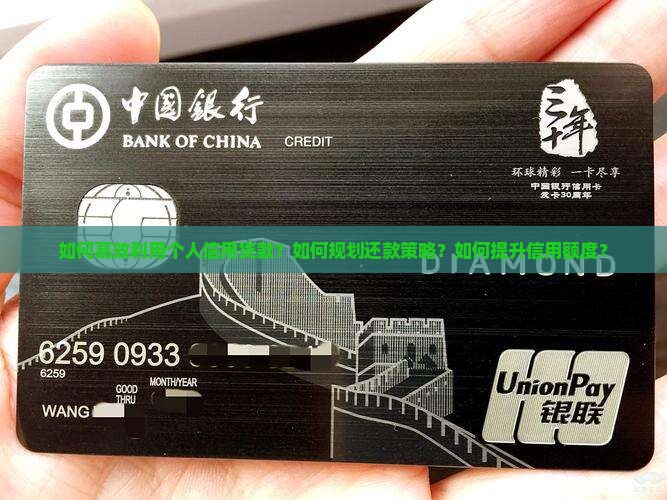 中國銀行
BANK OF CHINA
CREDIT
三十年
环球精彩 一卡尽享
中国银行信用卡
发卡30周年
如何高效利用个人信用贷款？如何规划还款策略？如何提升信用额度？
DIAMOND
6259 0933
6259
GOOD
THRU
MONTH/YEAR
WANG
UnionPay
银联